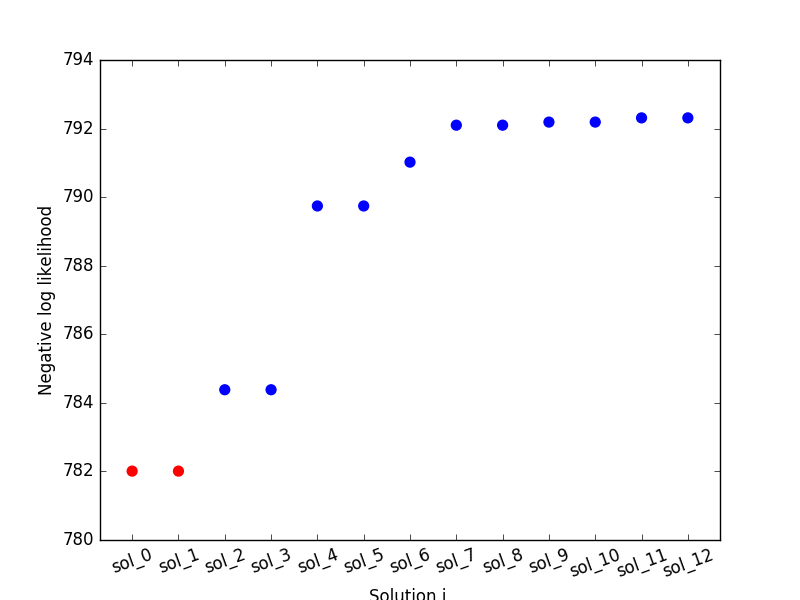 794
792
790
788
786
784
782
780
Negative log likelihood
sol_0 sol_1 sol_2 sol_3 sol_4 sol_5 sol_6 sol_7 sol_8 sol_9 sol_10 sol_11 sol_12
Solution i